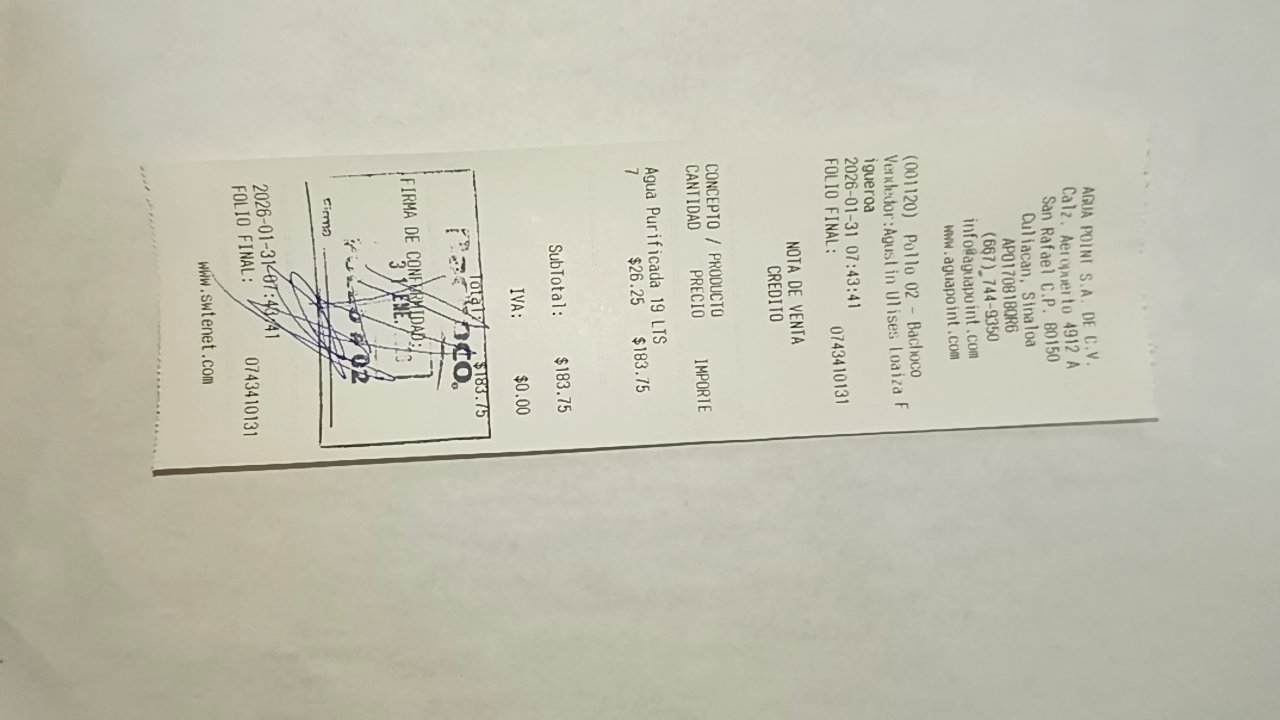 AGUA POINT S.A. DE C.V.
Calz. Aeropuerto 4912 A
San Rafael C.P. 80150
Culiacan, Sinaloa
(667)_744-9350
info@aguapoint.com
www.aguapoint.com
(001120) Pollo 02 - Bachoco
Vendedor:Agustin Ulises loaiza F
igueroa
2026-01-31 07:43:41
FOLIO FINAL: 0743410131
NOTA DE VENTA
CREDITO
CONCEPTO / PRODUCTO
CANTIDAD PRECIO IMPORTE
Agua Purificada 19 LTS
7 $26.25 $183.75
SubTotal: $183.75
IVA: $0.00
Total: $183.75
FIRMA DE CONFORMIDAD:
31 ENE
02
Firma
2026-01-31 07:43:41
FOLIO FINAL: 0743410131
www.swtenet.com